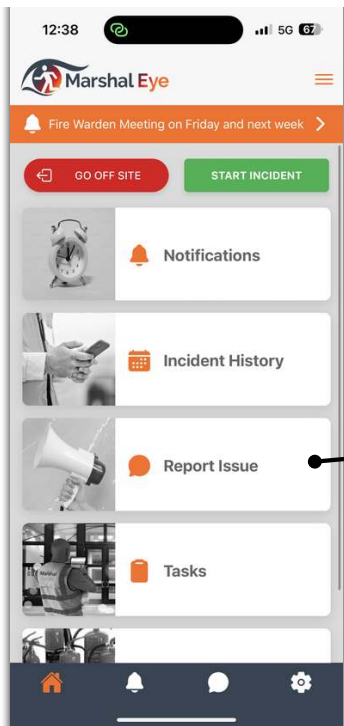 12:38
5G 67
Marshal Eye
Fire Warden Meeting on Friday and next week
GO OFF SITE
START INCIDENT
Notifications
Incident History
Report Issue
Tasks